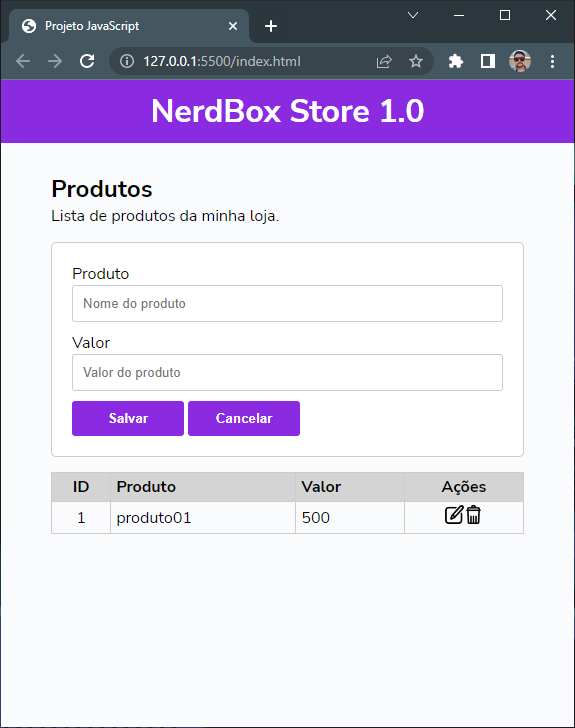 Projeto JavaScript
127.0.0.1:5500/index.html
NerdBox Store 1.0
Produtos
Lista de produtos da minha loja.
Produto
Nome do produto
Valor
Valor do produto
Salvar Cancelar
ID Produto Valor Ações
1 produto01 500